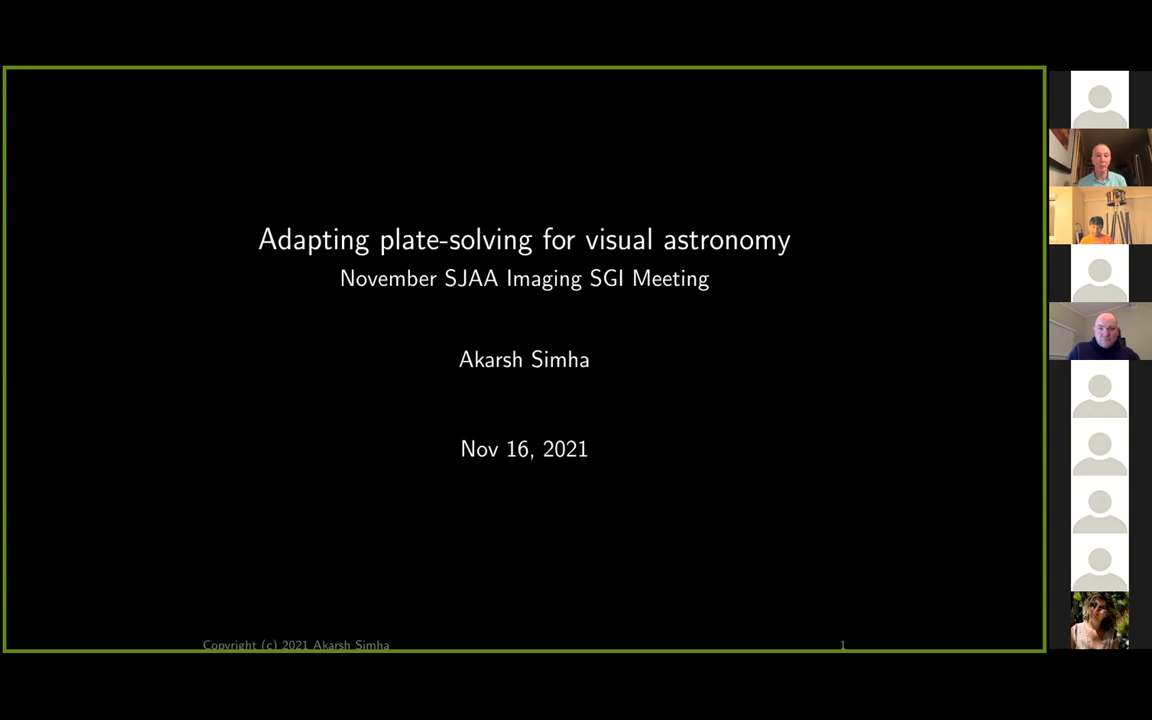 Adapting plate-solving for visual astronomy
November SJAA Imaging SGI Meeting
Akarsh Simha
Nov 16, 2021
Copyright (c) 2021 Akarsh Simha
1